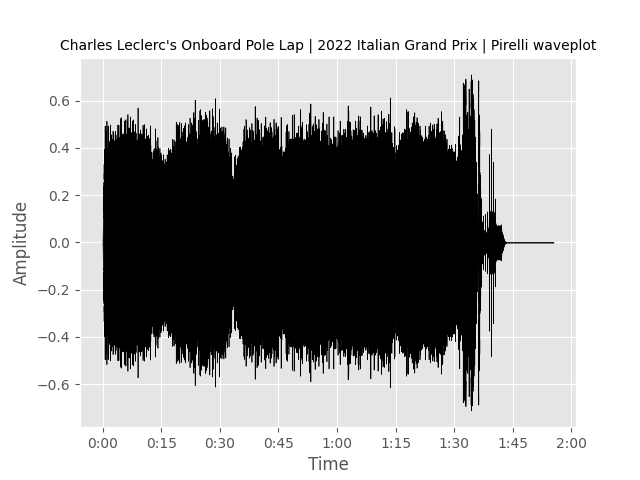 Charles Leclerc's Onboard Pole Lap | 2022 Italian Grand Prix | Pirelli waveplot
Amplitude
0.6
0.4
0.2
0.0
−0.2
−0.4
−0.6
0:00 0:15 0:30 0:45 1:00 1:15 1:30 1:45 2:00
Time